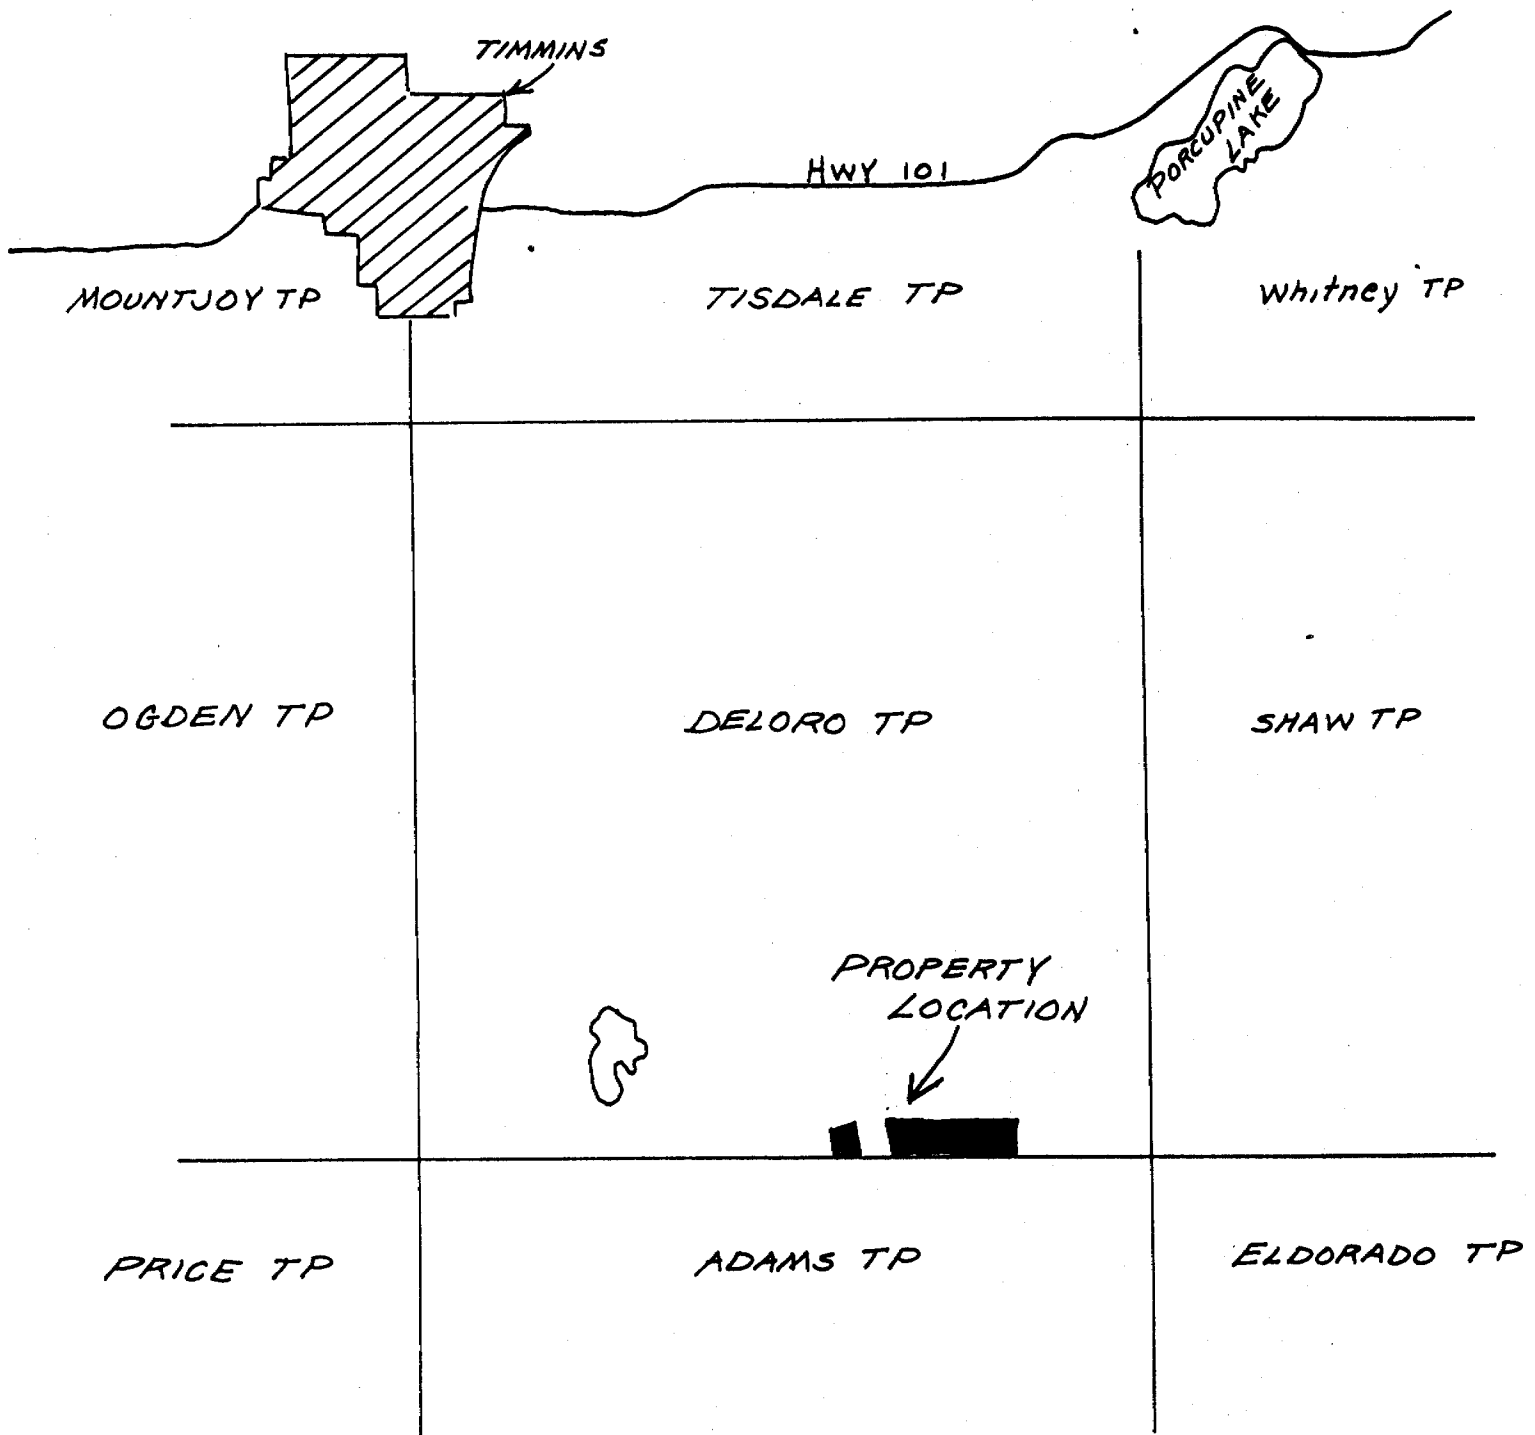 TIMMINS
HWY 101
PORCUPINE
LAKE
MOUNTJOY TP
TISDALE TP
Whitney TP
OGDEN TP
DELORO TP
SHAW TP
PROPERTY
LOCATION
PRICE TP
ADAMS TP
ELDORADO TP